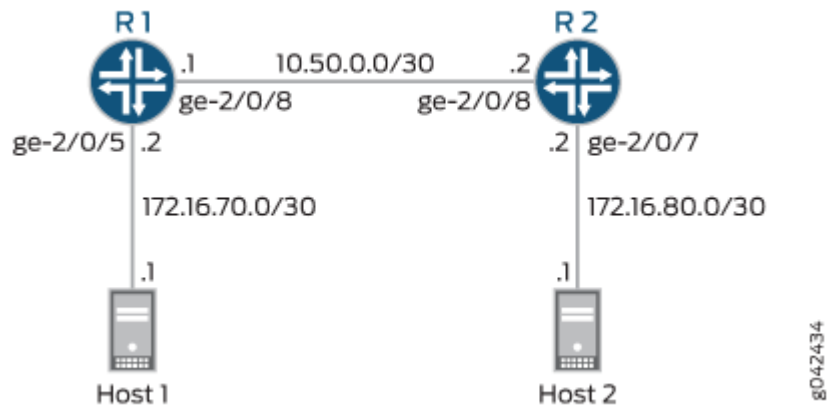 R 1 R 2
.1 10.50.0.0/30 .2
ge-2/0/8 ge-2/0/8
ge-2/0/5 .2 .2 ge-2/0/7
172.16.70.0/30 172.16.80.0/30
.1 .1
Host 1 Host 2
g042434